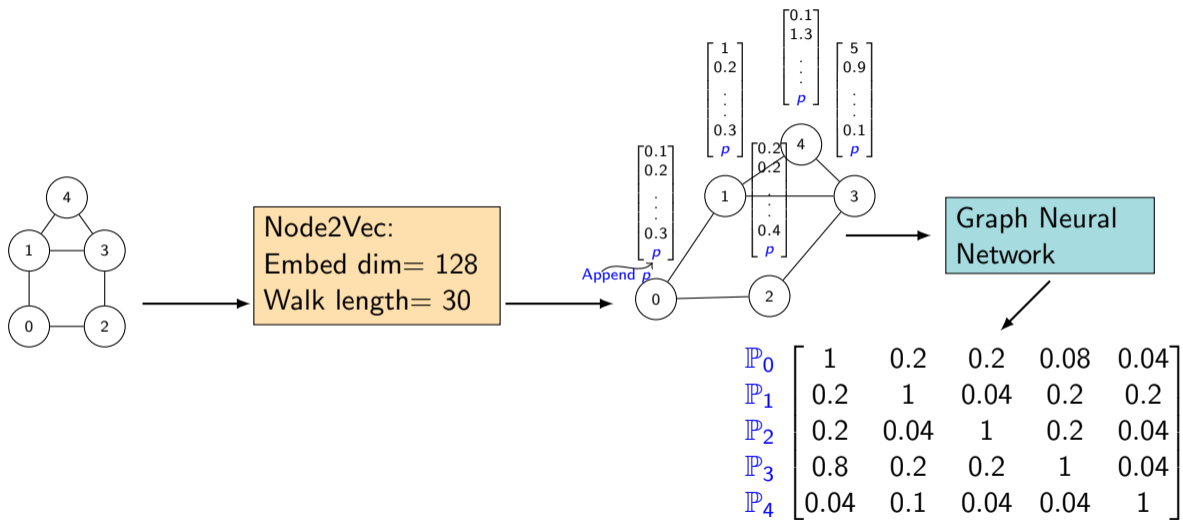 4
1
3
0
2
Node2Vec:
Embed dim= 128
Walk length= 30
0.1
0.2
.
.
.
0.3
p
Append p
0
1
0.2
.
.
.
0.3
p
1
0.2
0.2
.
.
.
0.4
p
2
0.1
1.3
.
.
.
p
4
5
0.9
.
.
.
0.1
p
3
Graph Neural
Network
ℙ0 1 0.2 0.2 0.08 0.04
ℙ1 0.2 1 0.04 0.2 0.2
ℙ2 0.2 0.04 1 0.2 0.04
ℙ3 0.8 0.2 0.2 1 0.04
ℙ4 0.04 0.1 0.04 0.04 1